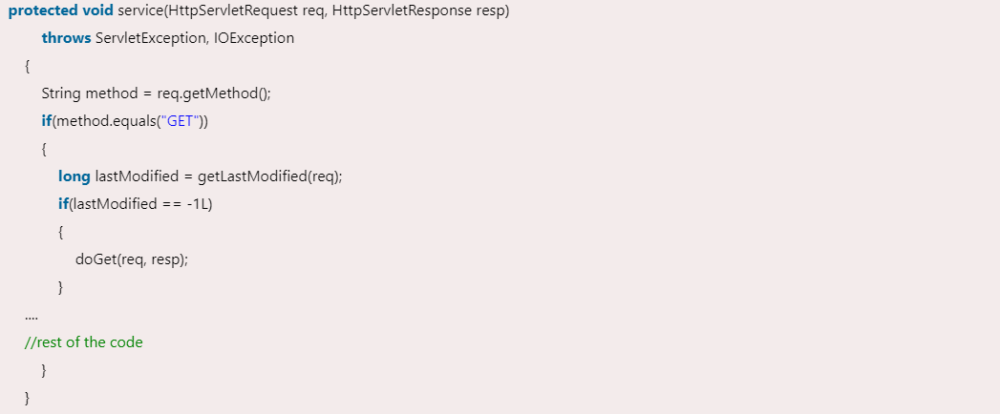 protected void service(HttpServletRequest req, HttpServletResponse resp)
throws ServletException, IOException
{
String method = req.getMethod();
if(method.equals("GET"))
{
long lastModified = getLastModified(req);
if(lastModified == -1L)
{
doGet(req, resp);
}
....
//rest of the code
}
}